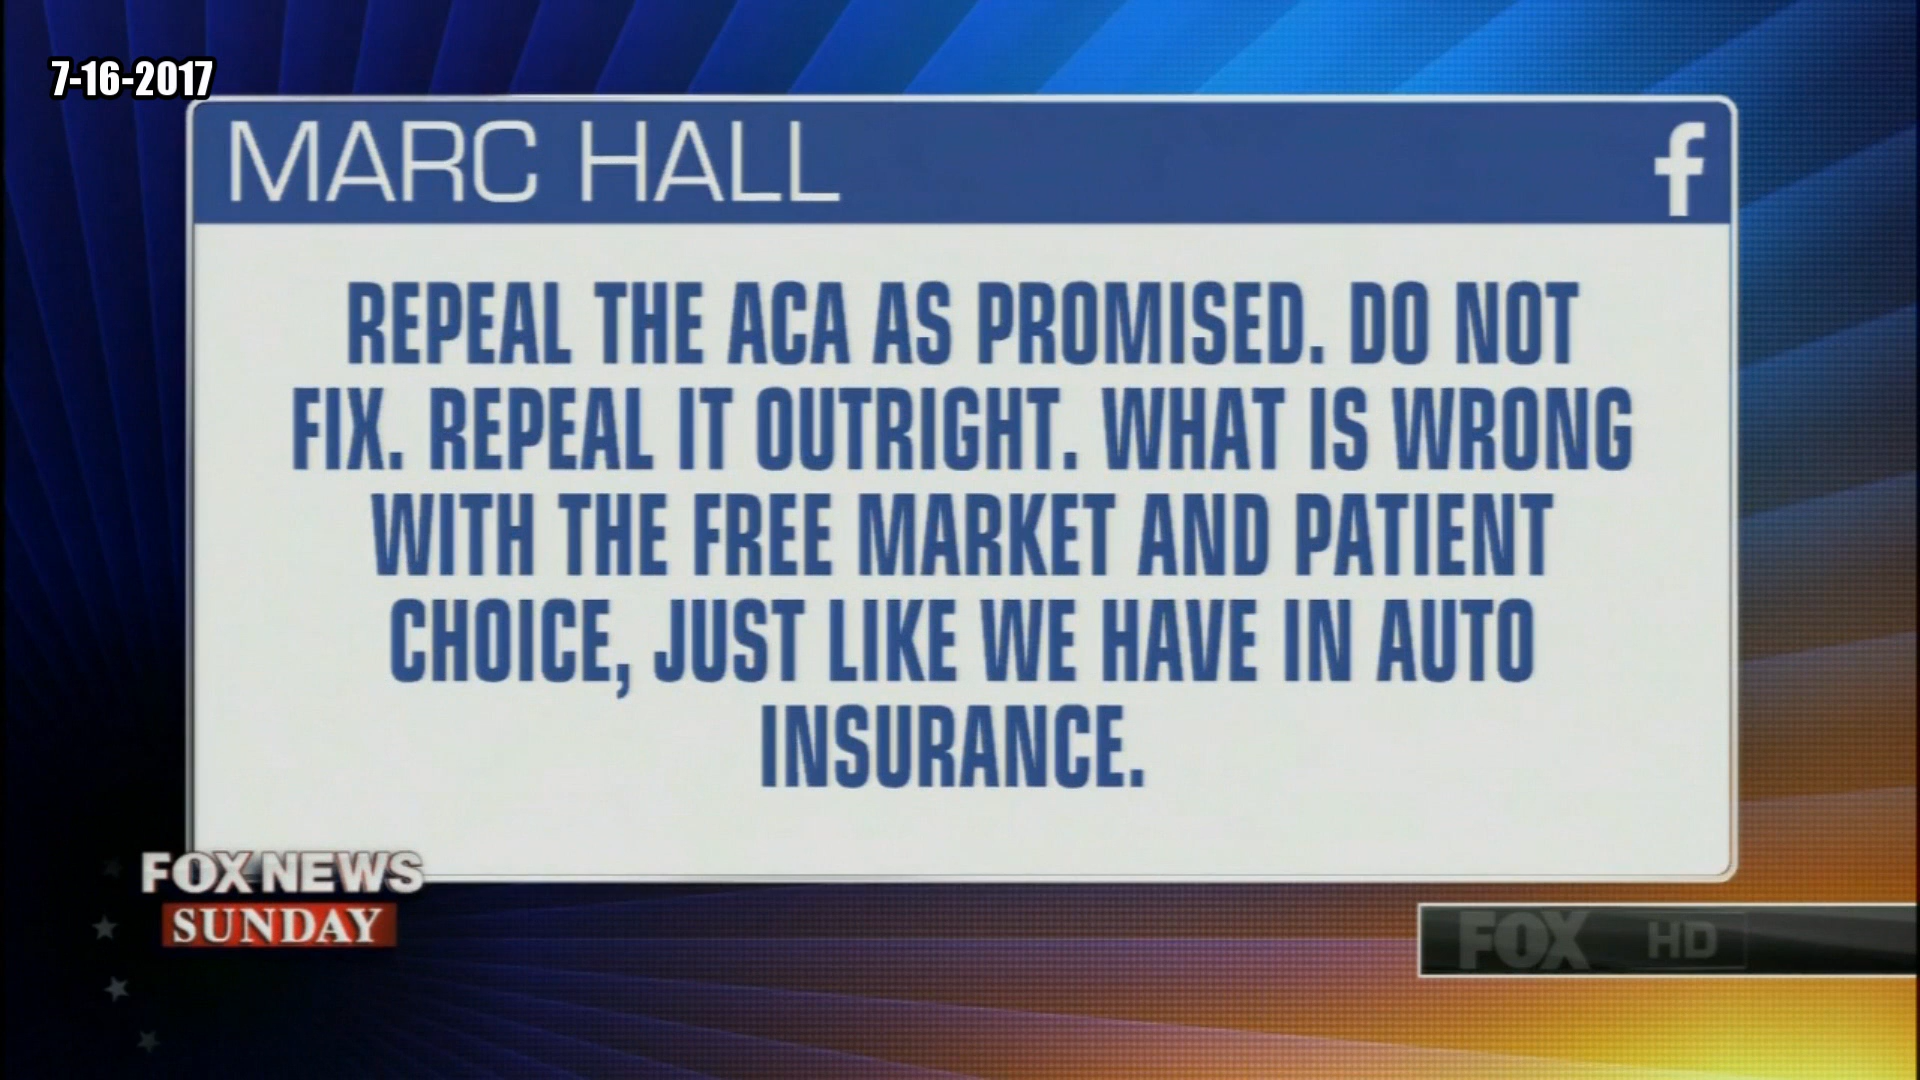 7-16-2017
MARC HALL
f
REPEAL THE ACA AS PROMISED. DO NOT
FIX. REPEAL IT OUTRIGHT. WHAT IS WRONG
WITH THE FREE MARKET AND PATIENT
CHOICE, JUST LIKE WE HAVE IN AUTO
INSURANCE.
FOX NEWS
SUNDAY
FOX HD